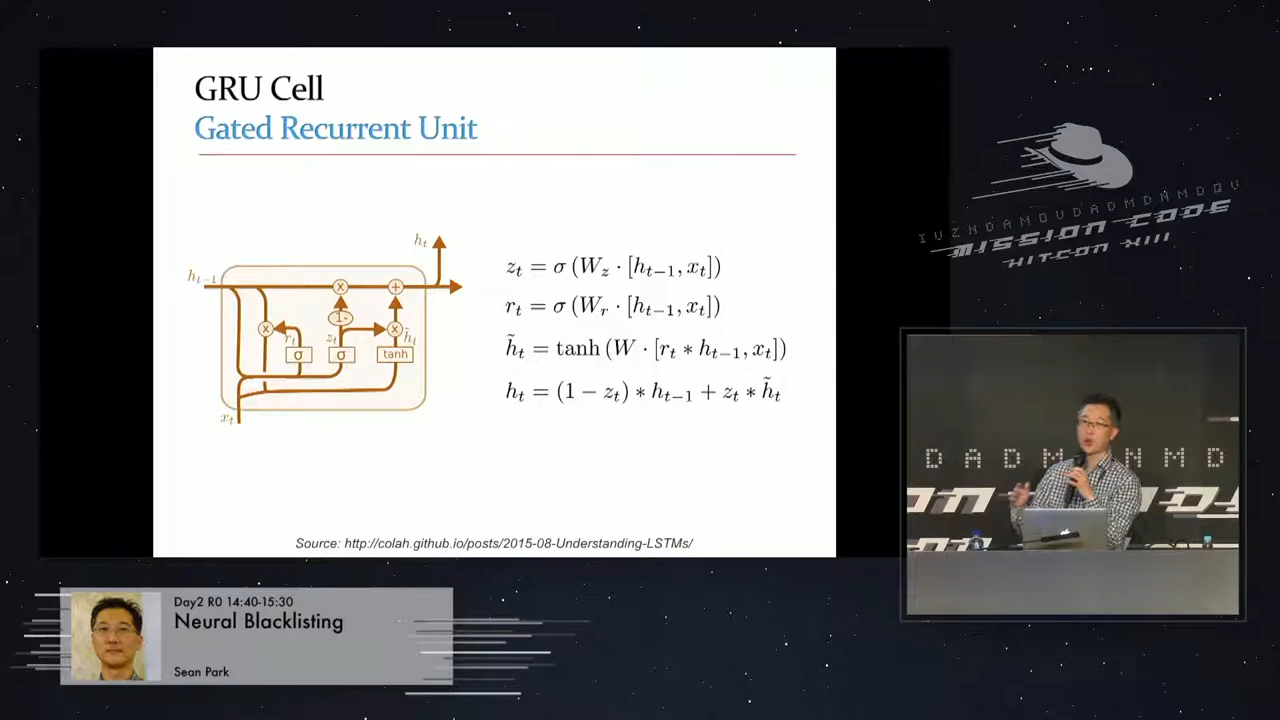 GRU Cell
Gated Recurrent Unit
h_t
h_{t-1}
x
+
1-
x
r_t
z_t
x
h̃_t
σ
σ
tanh
x_t
z_t = σ (W_z · [h_{t-1}, x_t])
r_t = σ (W_r · [h_{t-1}, x_t])
h̃_t = tanh (W · [r_t * h_{t-1}, x_t])
h_t = (1 - z_t) * h_{t-1} + z_t * h̃_t
Source: http://colah.github.io/posts/2015-08-Understanding-LSTMs/
MISSION CODE
HITCON XIII
D A D M N M D
Day2 R0 14:40-15:30
Neural Blacklisting
Sean Park